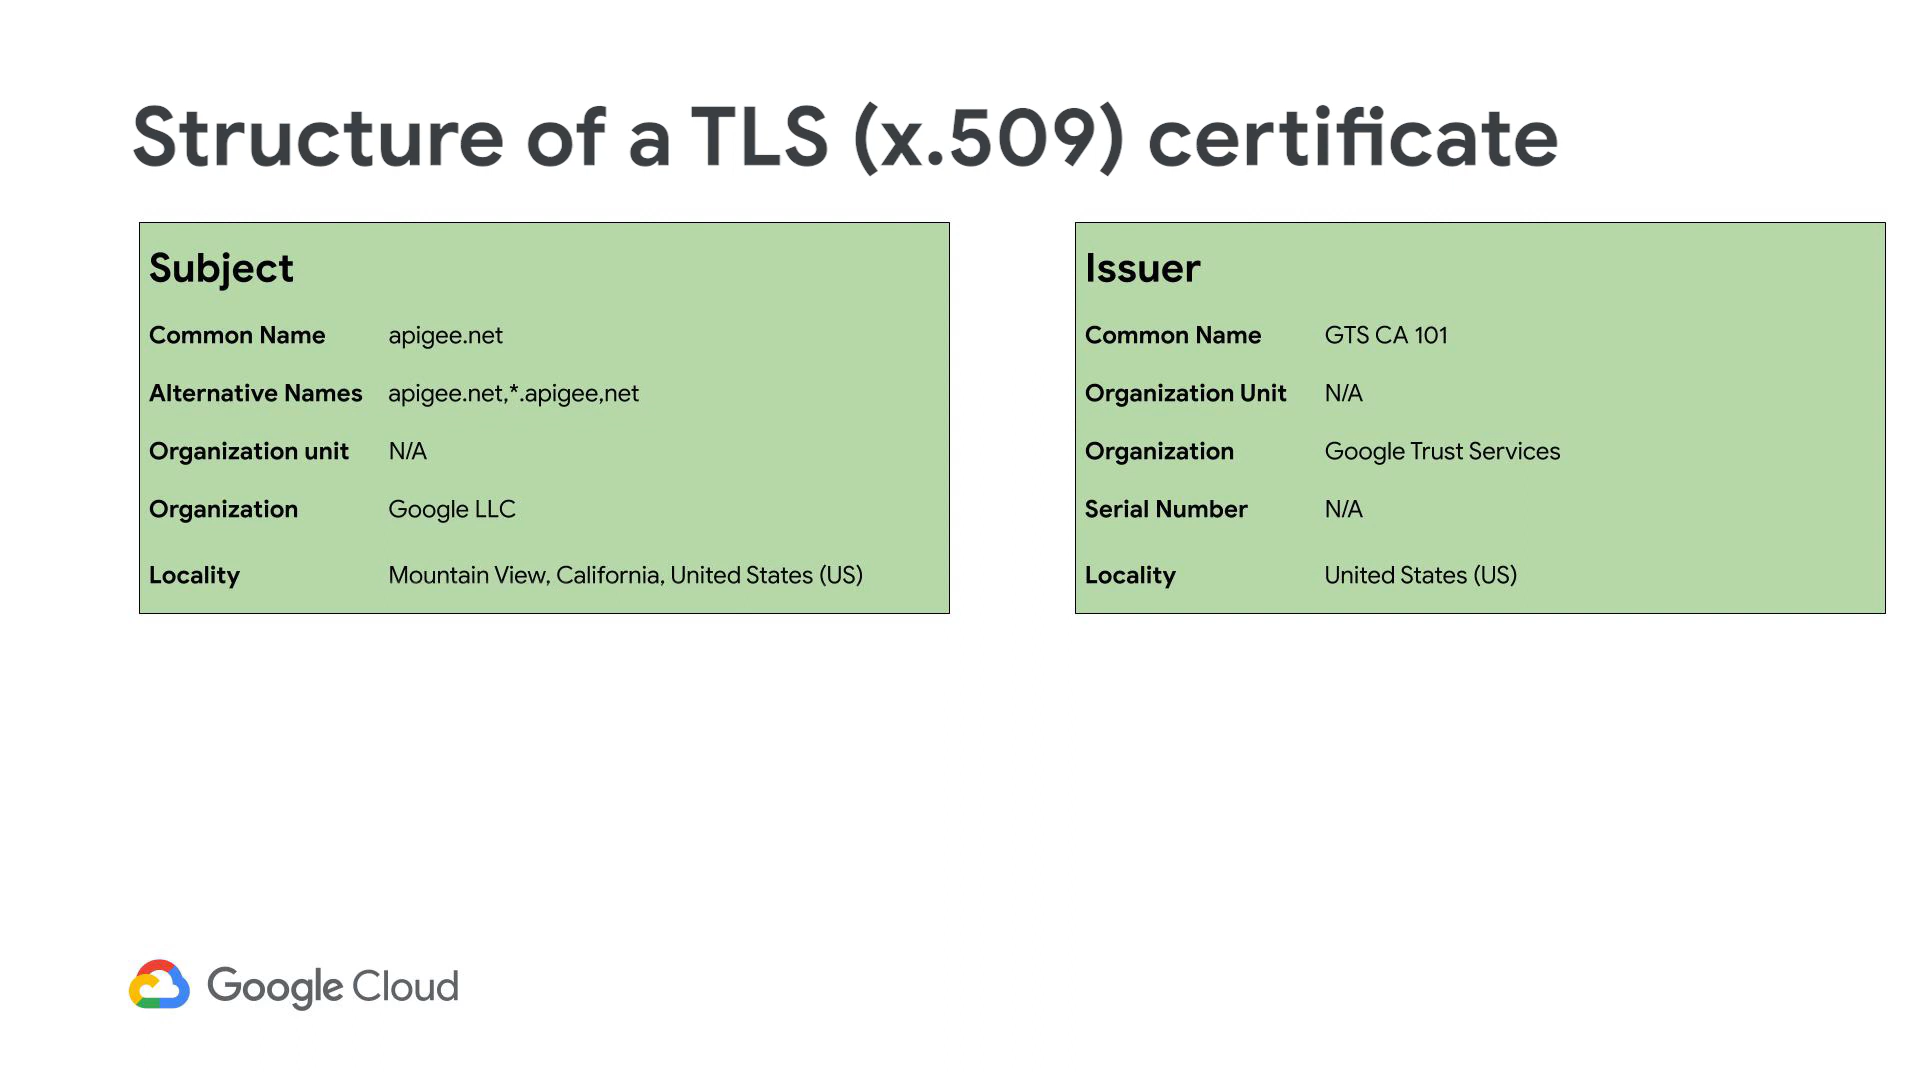 Structure of a TLS (x.509) certificate
Subject
Common Name apigee.net
Alternative Names apigee.net,*.apigee,net
Organization unit N/A
Organization Google LLC
Locality Mountain View, California, United States (US)
Issuer
Common Name GTS CA 101
Organization Unit N/A
Organization Google Trust Services
Serial Number N/A
Locality United States (US)
Google Cloud